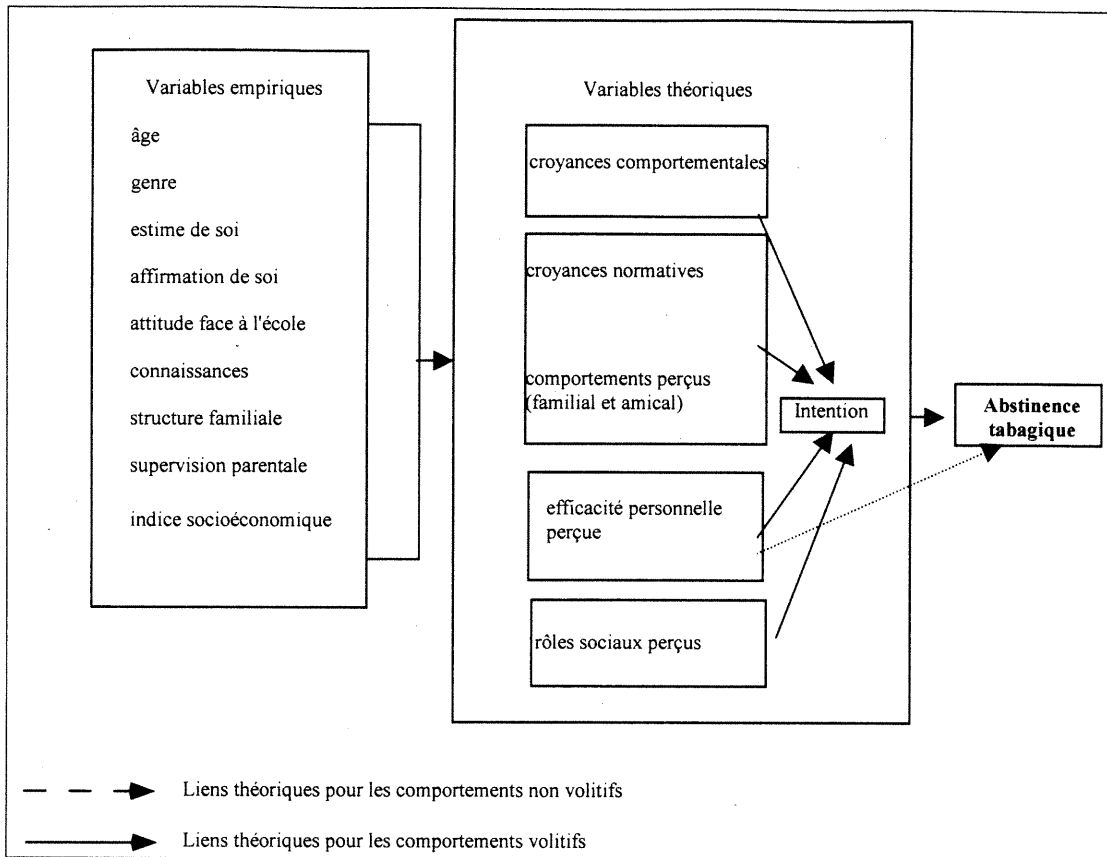 Variables empiriques
âge
genre
estime de soi
affirmation de soi
attitude face à l'école
connaissances
structure familiale
supervision parentale
indice socioéconomique
Variables théoriques
croyances comportementales
croyances normatives
comportements perçus
(familial et amical)
efficacité personnelle
perçue
rôles sociaux perçus
Intention
Abstinence
tabagique
Liens théoriques pour les comportements non volitifs
Liens théoriques pour les comportements volitifs